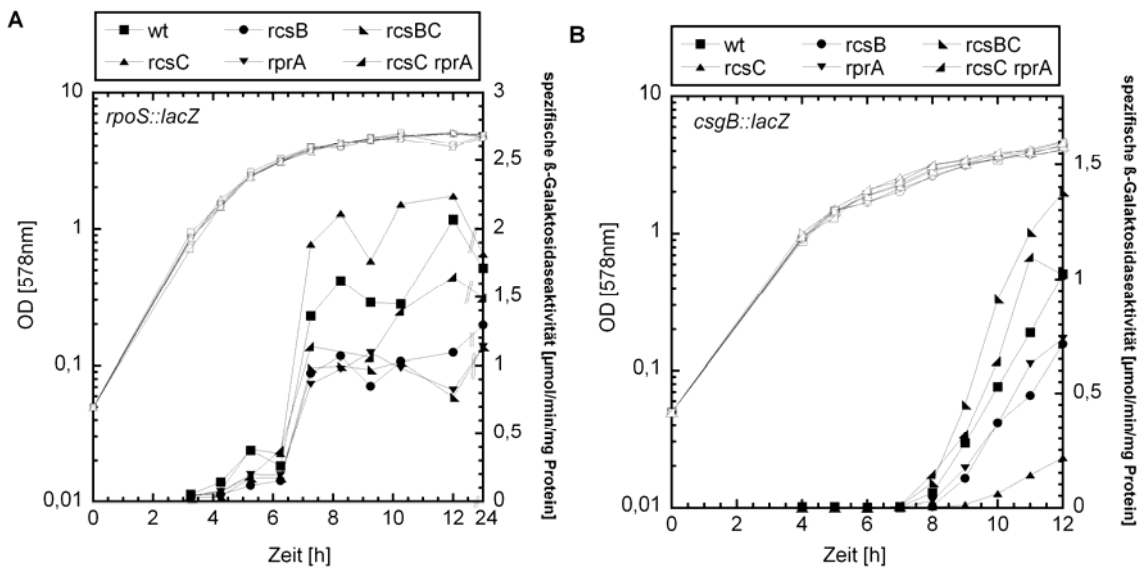 A
wt rcsB rcsBC
rcsC rprA rcsC rprA
rpoS::lacZ
10
1
0,1
0,01
OD [578nm]
3
2,5
2
1,5
1
0,5
0
spezifische ß-Galaktosidaseaktivität [µmol/min/mg Protein]
0 2 4 6 8 10 12 24
Zeit [h]
B
wt rcsB rcsBC
rcsC rprA rcsC rprA
csgB::lacZ
10
1
0.1
0.01
OD [578nm]
1,5
1
0,5
0
spezifische ß-Galaktosidaseaktivität [µmol/min/mg Protein]
0 2 4 6 8 10 12
Zeit [h]